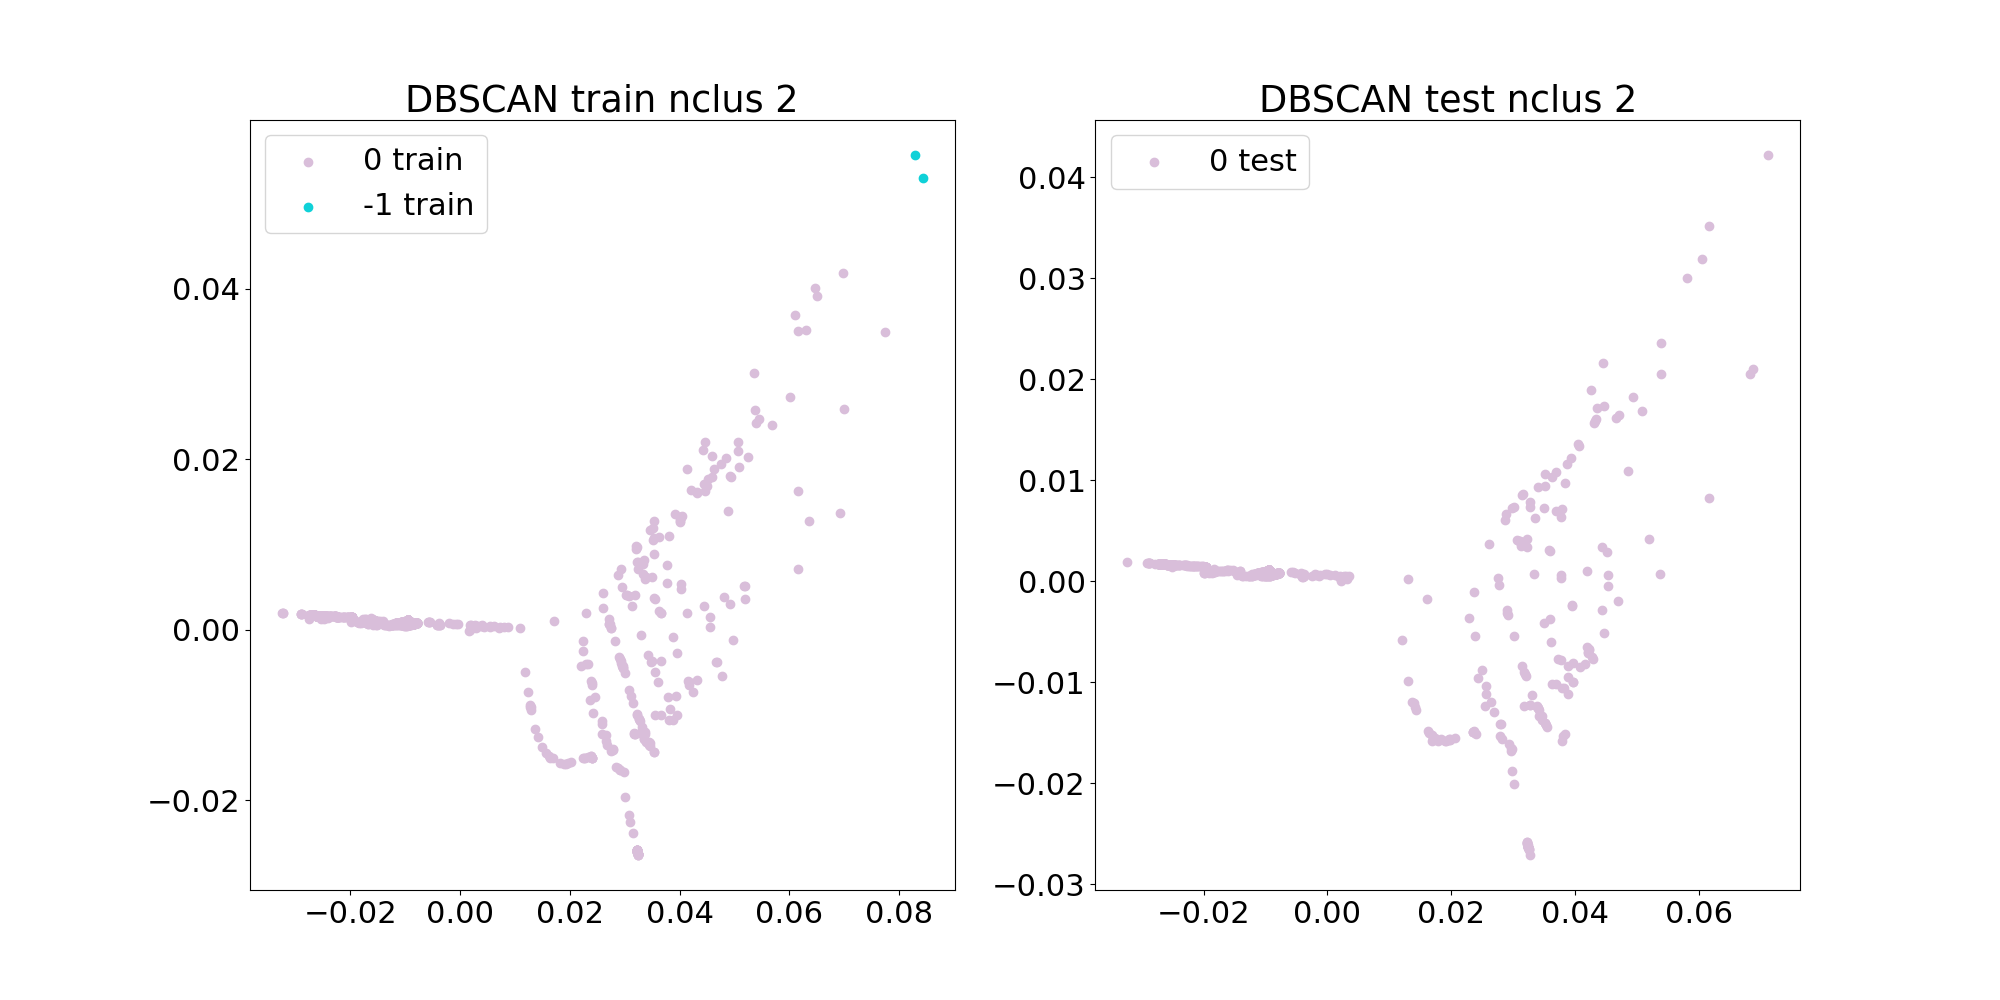 DBSCAN train nclus 2
0 train
-1 train
0.04
0.02
0.00
−0.02
−0.02 0.00 0.02 0.04 0.06 0.08
DBSCAN test nclus 2
0 test
0.04
0.03
0.02
0.01
0.00
−0.01
−0.02
−0.03
−0.02 0.00 0.02 0.04 0.06